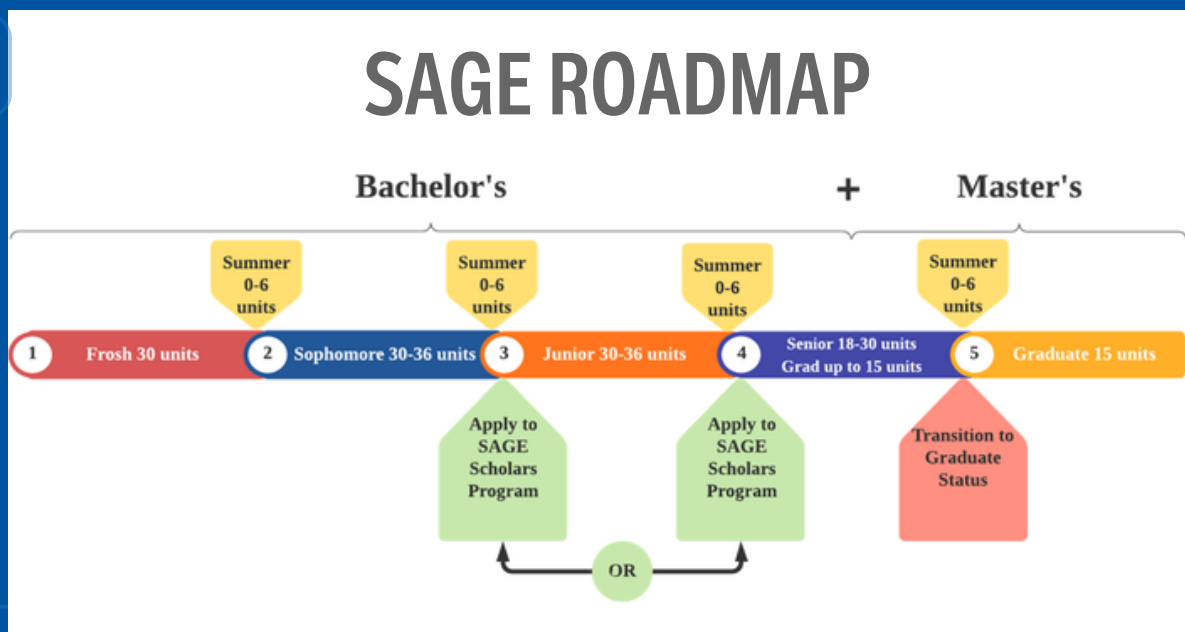 SAGE ROADMAP
Bachelor's
+
Master's
Summer
0-6
units
Summer
0-6
units
Summer
0-6
units
Summer
0-6
units
1
Frosh 30 units
2
Sophomore 30-36 units
3
Junior 30-36 units
4
Senior 18-30 units
Grad up to 15 units
5
Graduate 15 units
Apply to
SAGE
Scholars
Program
Apply to
SAGE
Scholars
Program
Transition to
Graduate
Status
OR